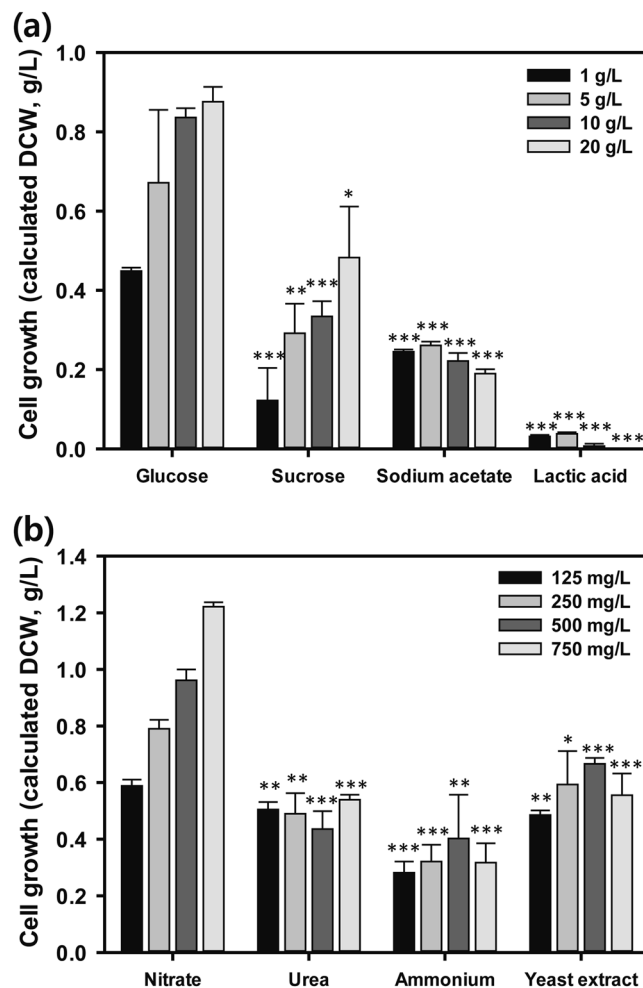 (a)
Cell growth (calculated DCW, g/L)
1.0
0.8
0.6
0.4
0.2
0.0
1 g/L
5 g/L
10 g/L
20 g/L
***
**
***
*
***
***
***
***
***
***
***
***
Glucose Sucrose Sodium acetate Lactic acid
(b)
Cell growth (calculated DCW, g/L)
1.4
1.2
1.0
0.8
0.6
0.4
0.2
0.0
125 mg/L
250 mg/L
500 mg/L
750 mg/L
**
**
***
***
***
***
**
***
**
*
***
***
Nitrate Urea Ammonium Yeast extract